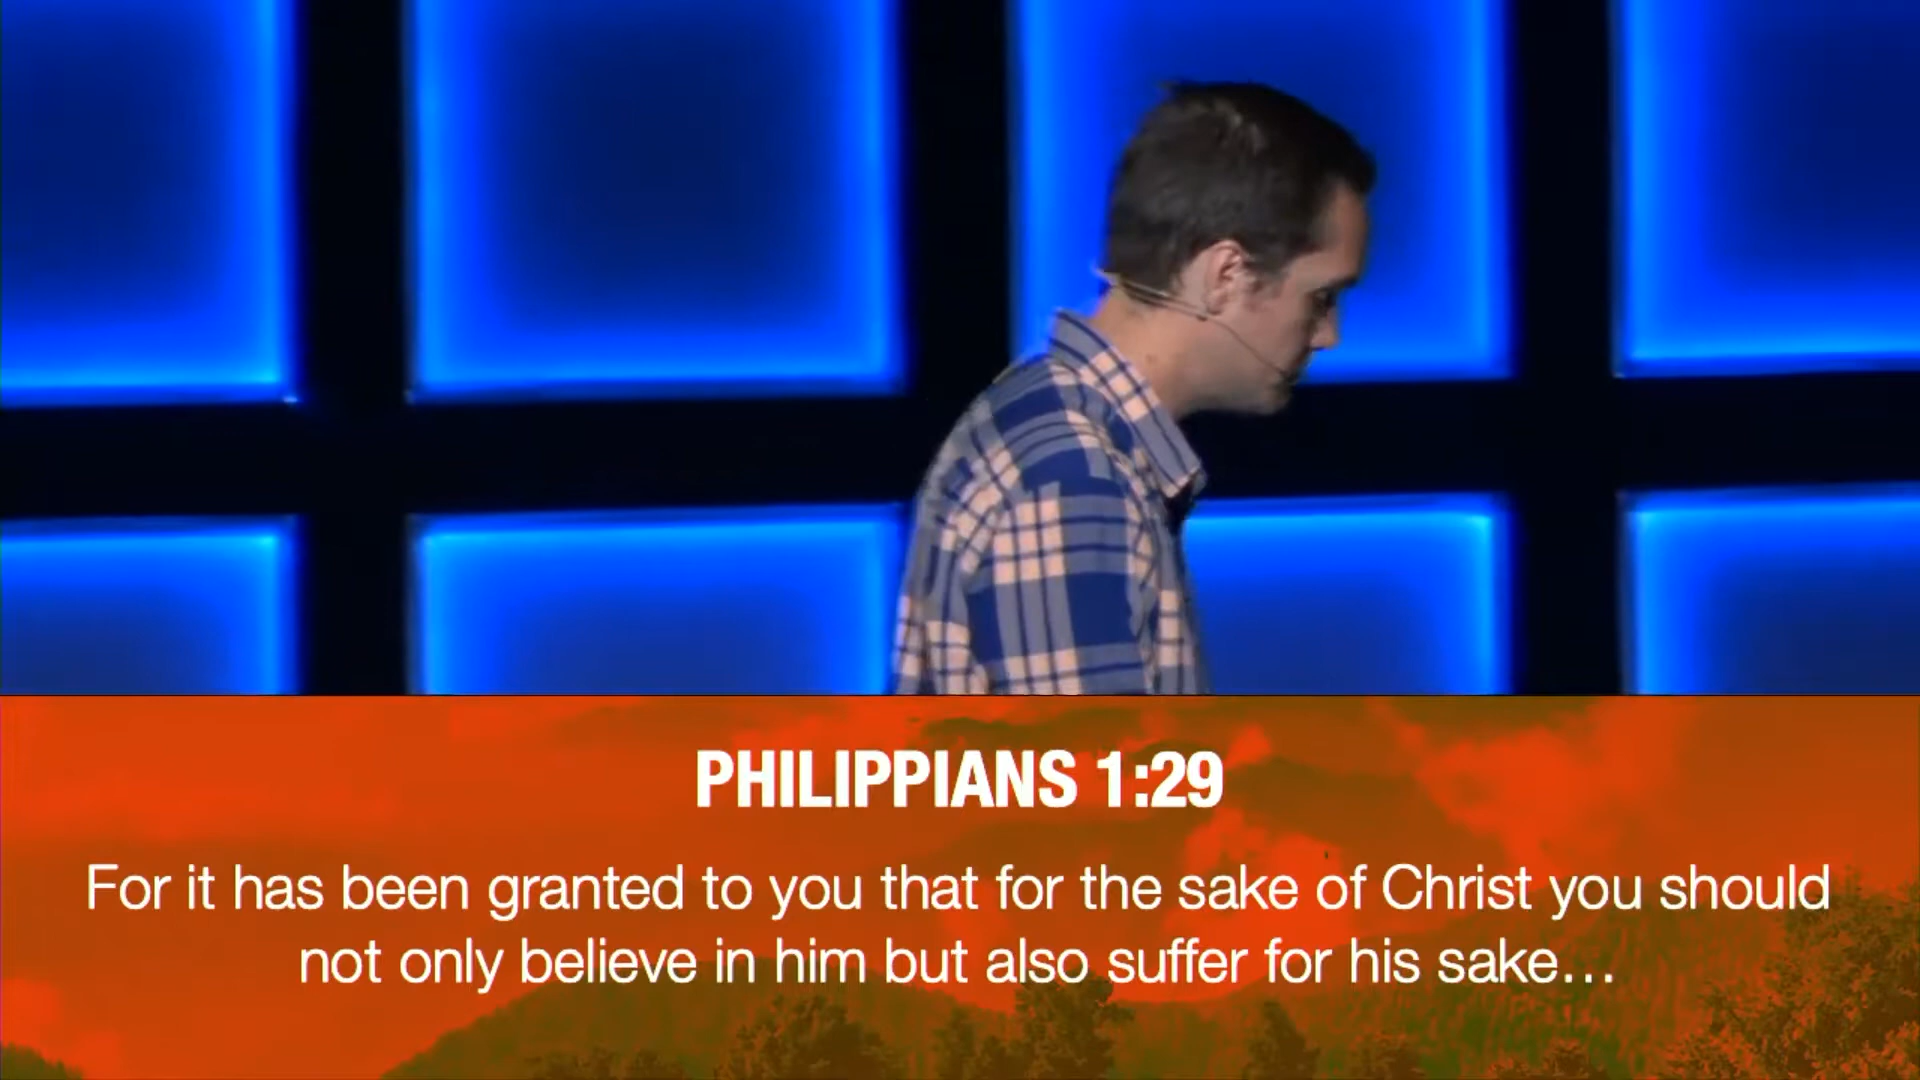 PHILIPPIANS 1:29
For it has been granted to you that for the sake of Christ you should
not only believe in him but also suffer for his sake…